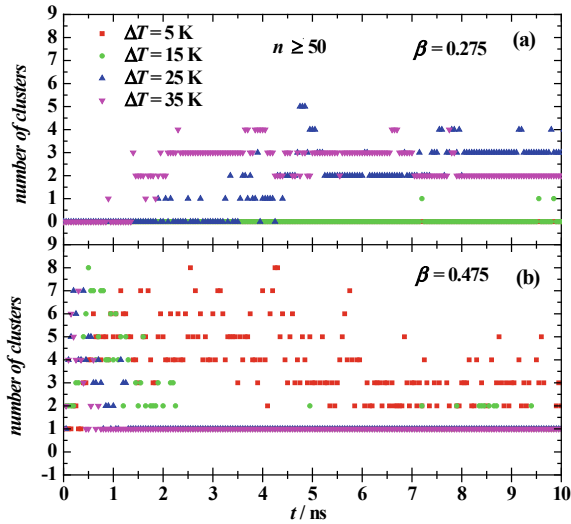 9
8
7
6
5
4
3
2
1
0
number of clusters
ΔT = 5 K
ΔT = 15 K
ΔT = 25 K
ΔT = 35 K
n ≥ 50
β = 0.275
(a)
9
8
7
6
5
4
3
2
1
0
-1
number of clusters
β = 0.475
(b)
0 1 2 3 4 5 6 7 8 9 10
t / ns